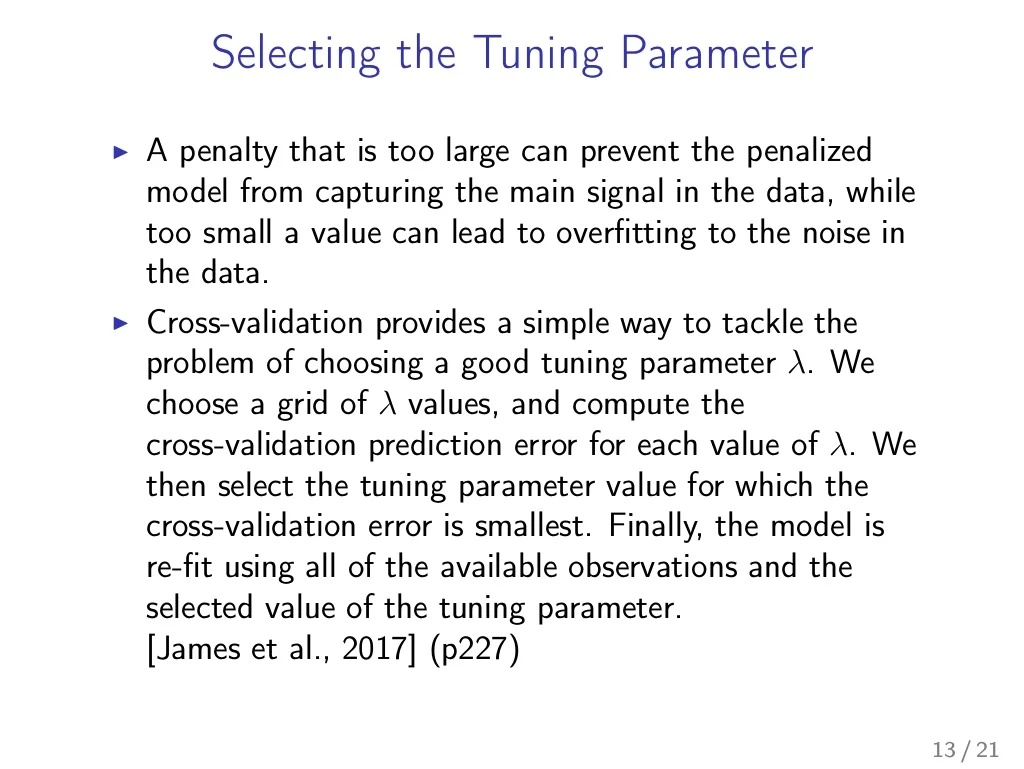 Selecting the Tuning Parameter
▶ A penalty that is too large can prevent the penalized
model from capturing the main signal in the data, while
too small a value can lead to overfitting to the noise in
the data.
▶ Cross-validation provides a simple way to tackle the
problem of choosing a good tuning parameter λ. We
choose a grid of λ values, and compute the
cross-validation prediction error for each value of λ. We
then select the tuning parameter value for which the
cross-validation error is smallest. Finally, the model is
re-fit using all of the available observations and the
selected value of the tuning parameter.
[James et al., 2017] (p227)
13 / 21